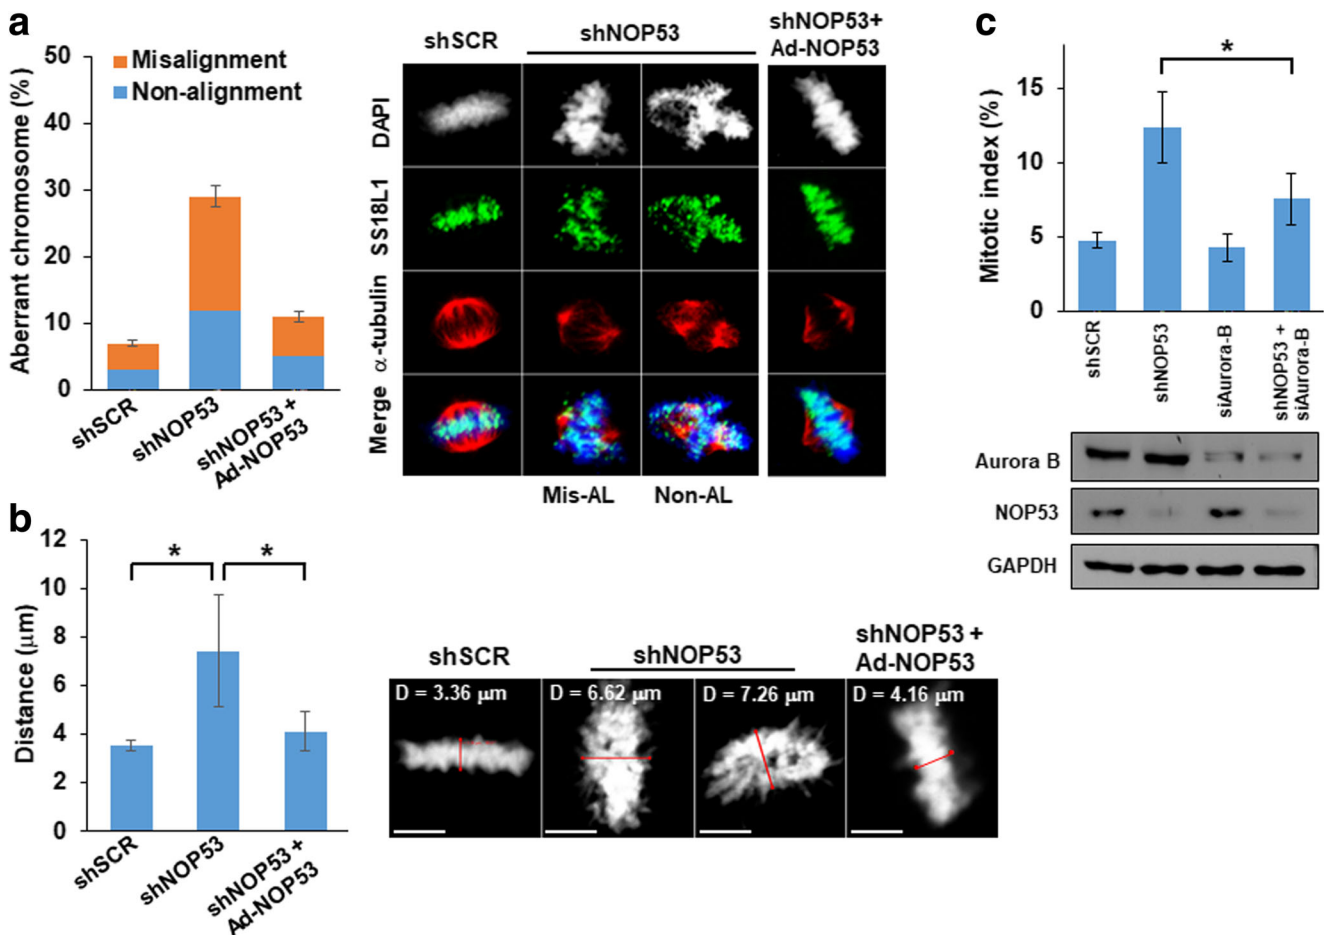 a
Aberrant chromosome (%)
50
40
30
20
10
0
Misalignment
Non-alignment
shSCR
shNOP53
shNOP53 +
Ad-NOP53
shSCR
shNOP53
shNOP53+
Ad-NOP53
DAPI
SS18L1
α-tubulin
Merge
Mis-AL
Non-AL
b
Distance (μm)
12
10
8
6
4
2
0
*
*
shSCR
shNOP53
shNOP53 +
Ad-NOP53
shSCR
shNOP53
shNOP53 +
Ad-NOP53
D = 3.36 μm
D = 6.62 μm
D = 7.26 μm
D = 4.16 μm
c
Mitotic index (%)
15
10
5
0
*
shSCR
shNOP53
siAurora-B
shNOP53 +
siAurora-B
Aurora B
NOP53
GAPDH